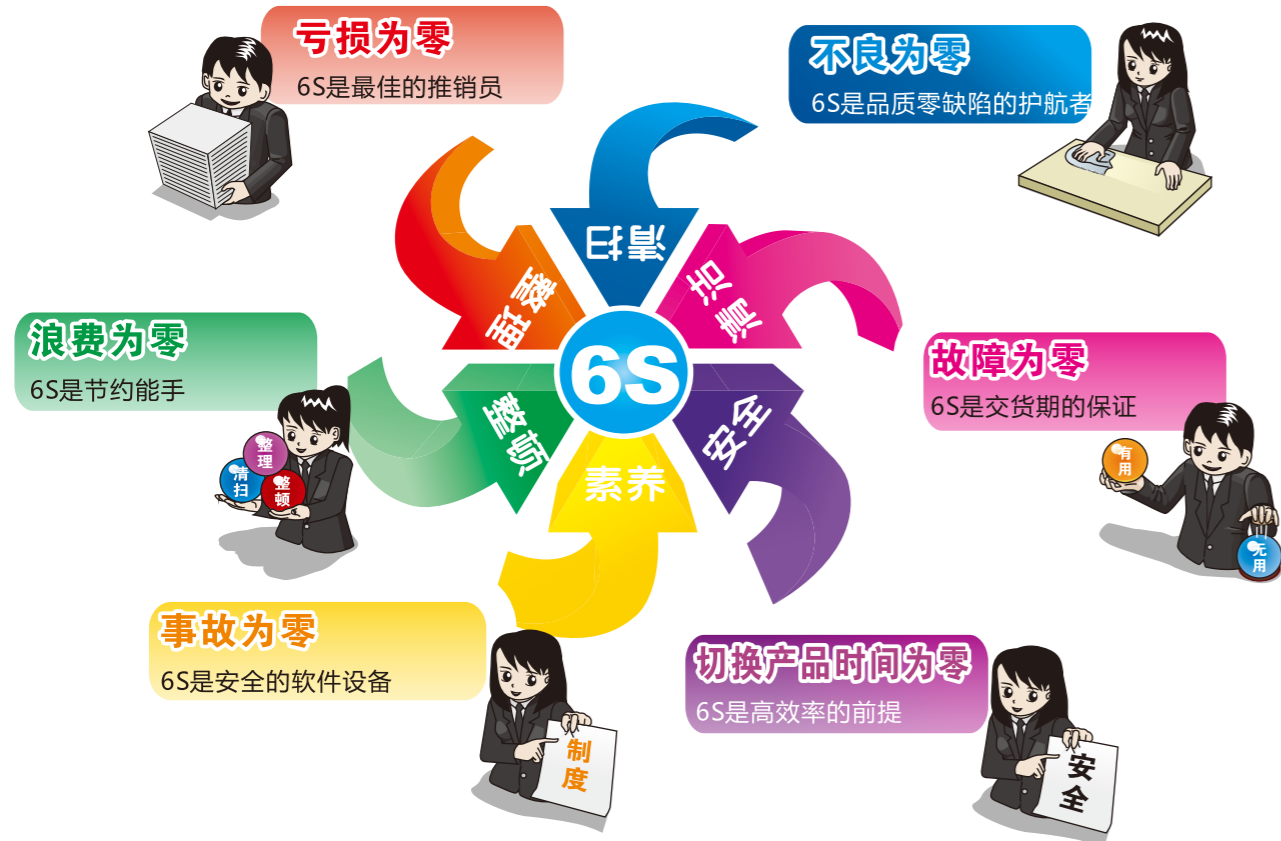 亏损为零
6S是最佳的推销员
不良为零
6S是品质零缺陷的护航者
清扫
清洁
整理
6S
浪费为零
6S是节约能手
整理
清扫
整顿
整顿
素养
安全
故障为零
6S是交货期的保证
有用
无用
事故为零
6S是安全的软件设备
制度
切换产品时间为零
6S是高效率的前提
安全